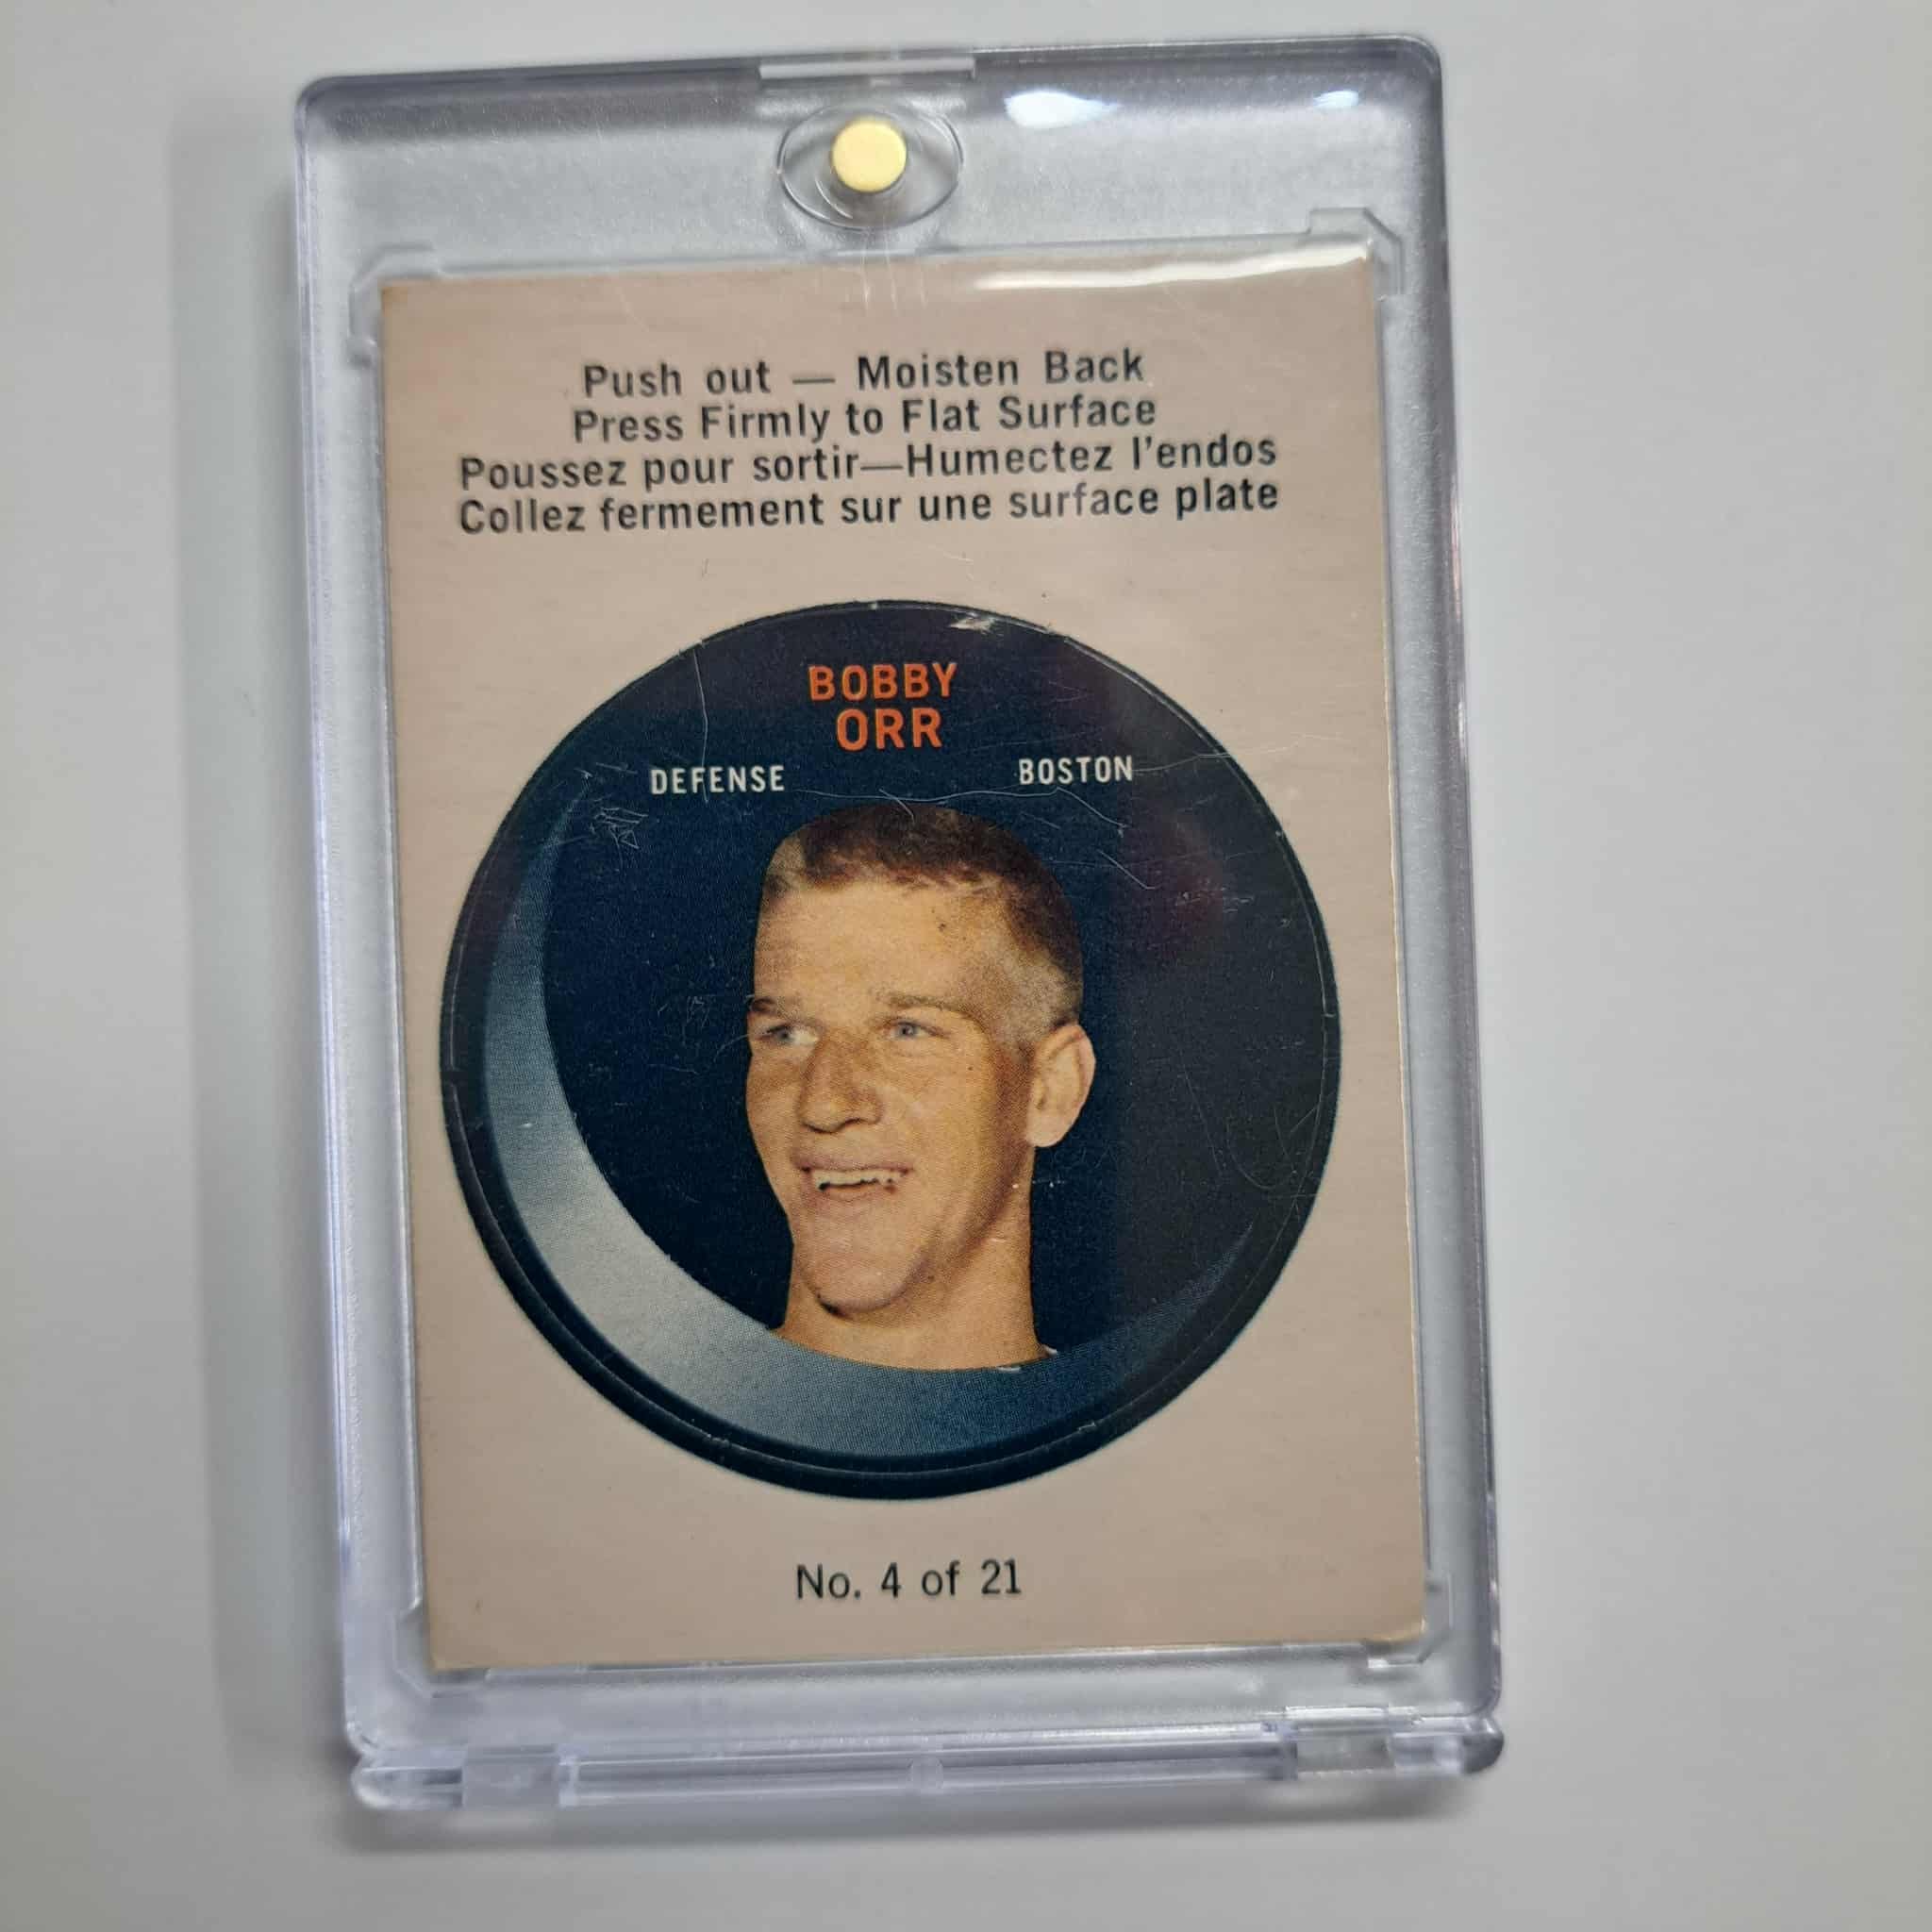 Push out — Moisten Back
Press Firmly to Flat Surface
Poussez pour sortir—Humectez l'endos
Collez fermement sur une surface plate
BOBBY
ORR
DEFENSE BOSTON
No. 4 of 21